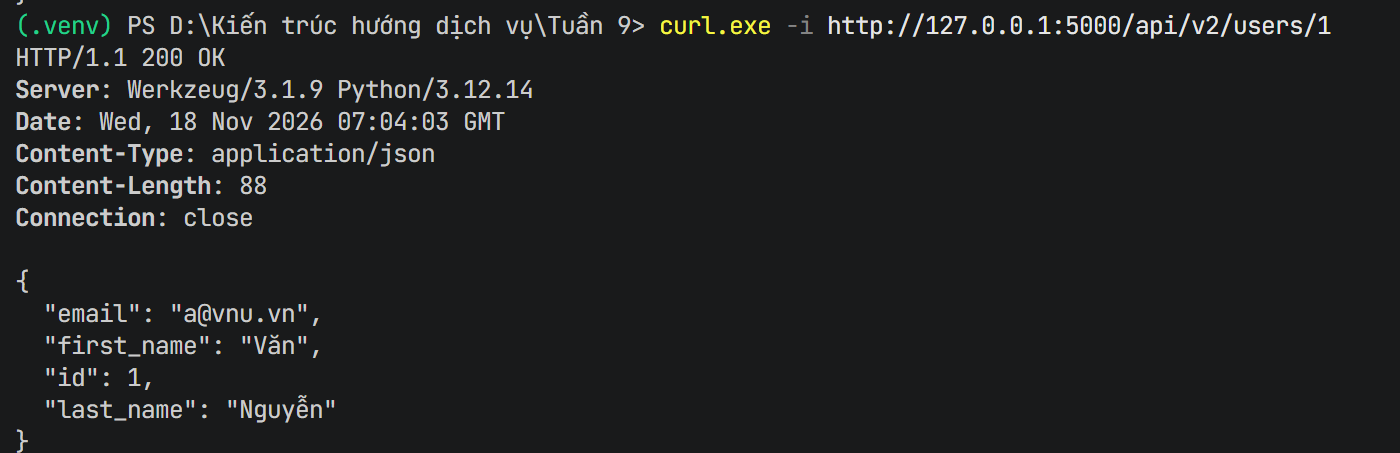 (.venv) PS D:\Kiến trúc hướng dịch vụ\Tuần 9> curl.exe -i http://127.0.0.1:5000/api/v2/users/1
HTTP/1.1 200 OK
Server: Werkzeug/3.1.9 Python/3.12.14
Date: Wed, 18 Nov 2026 07:04:03 GMT
Content-Type: application/json
Content-Length: 88
Connection: close

{
  "email": "a@vnu.vn",
  "first_name": "Văn",
  "id": 1,
  "last_name": "Nguyễn"
}